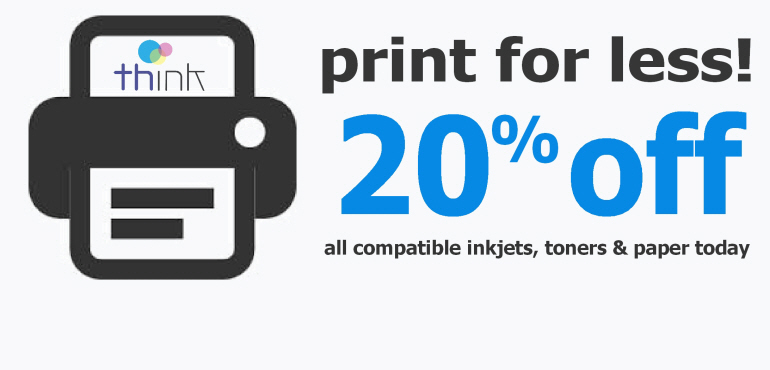 think
print for less!
20% off
all compatible inkjets, toners & paper today